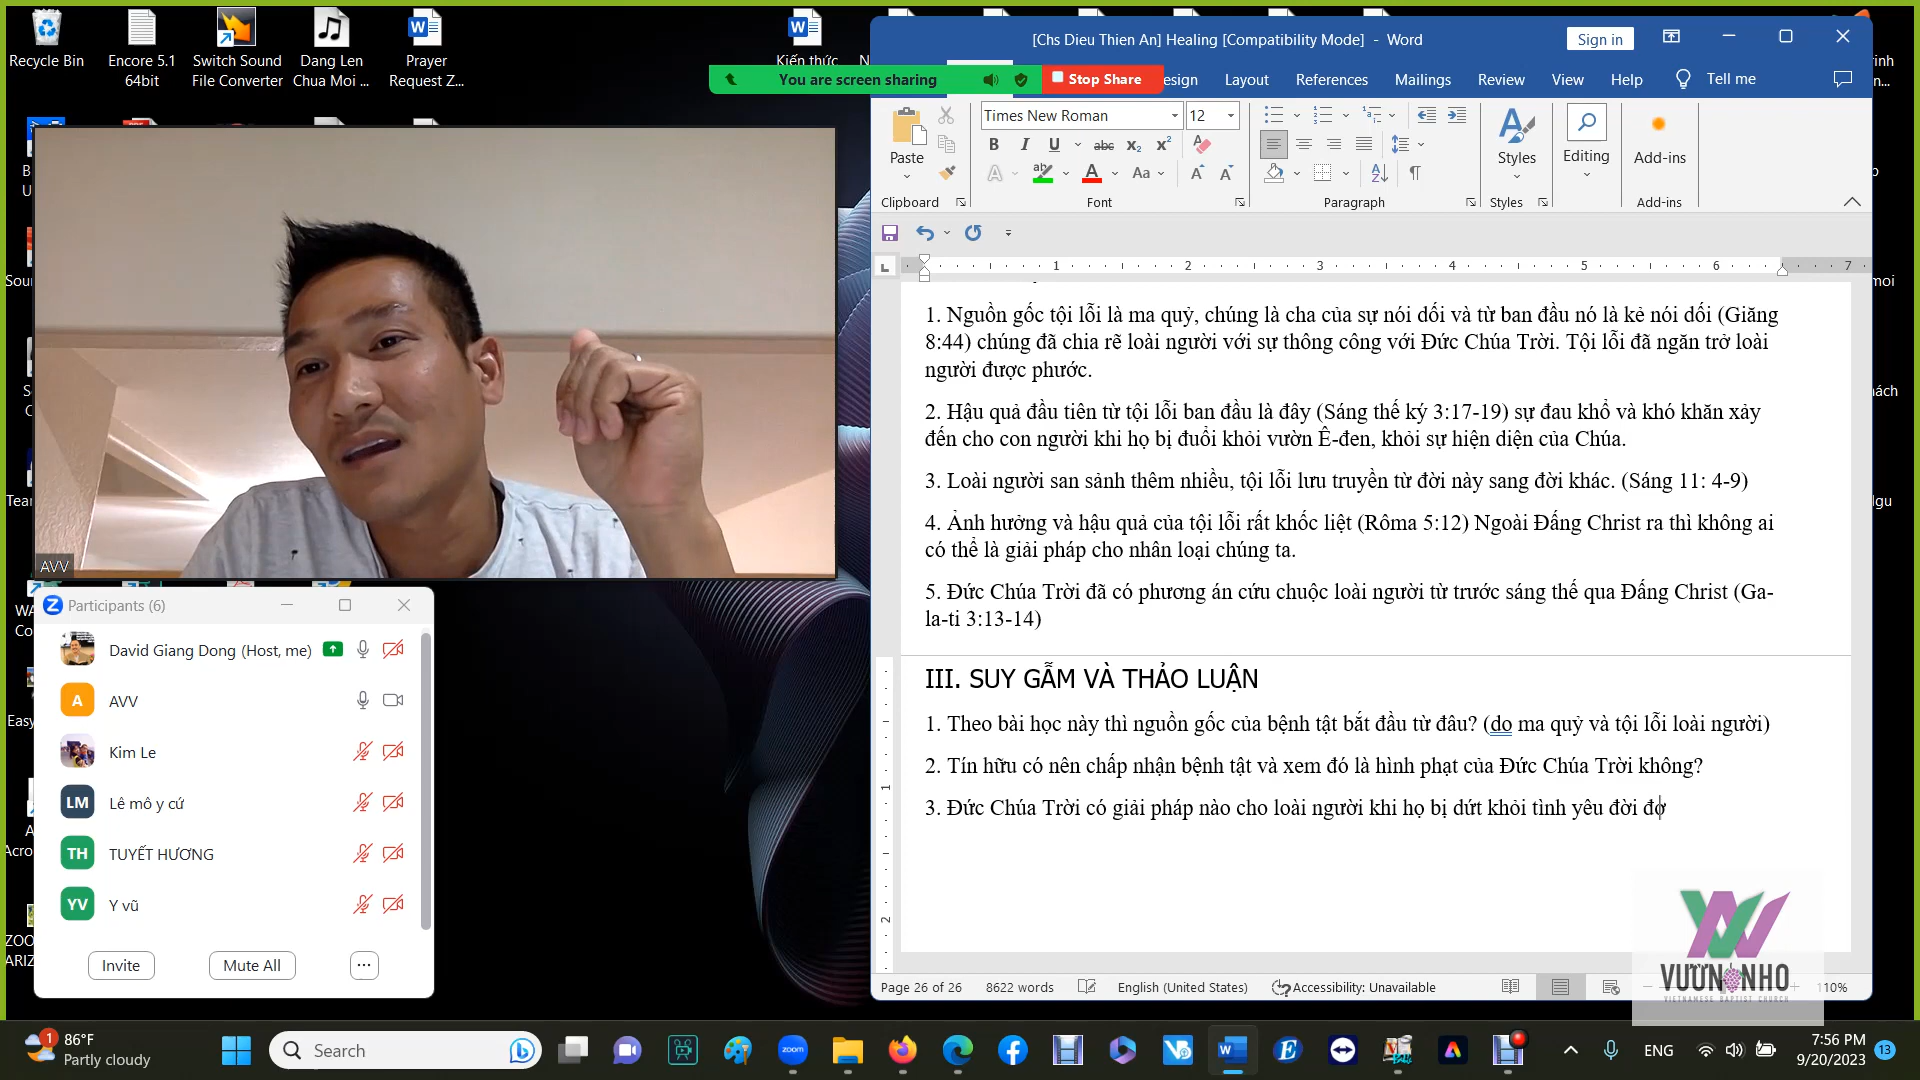 Recycle Bin
Encore 5.1
64bit
Switch Sound
File Converter
Dang Len
Chua Moi ...
Prayer
Request Z...
Kiến thức
[Chs Dieu Thien An] Healing [Compatibility Mode] - Word
Sign in
You are screen sharing
Stop Share
esign
Layout
References
Mailings
Review
View
Help
Tell me
Paste
Times New Roman
12
Styles
Editing
Add-ins
Clipboard
Font
Paragraph
Styles
Add-ins
1 2 3 4 5 6 7
1. Nguồn gốc tội lỗi là ma quỷ, chúng là cha của sự nói dối và từ ban đầu nó là kẻ nói dối (Giăng
8:44) chúng đã chia rẽ loài người với sự thông công với Đức Chúa Trời. Tội lỗi đã ngăn trở loài
người được phước.
2. Hậu quả đầu tiên từ tội lỗi ban đầu là đây (Sáng thế ký 3:17-19) sự đau khổ và khó khăn xảy
đến cho con người khi họ bị đuổi khỏi vườn Ê-đen, khỏi sự hiện diện của Chúa.
3. Loài người san sảnh thêm nhiều, tội lỗi lưu truyền từ đời này sang đời khác. (Sáng 11: 4-9)
4. Ảnh hưởng và hậu quả của tội lỗi rất khốc liệt (Rôma 5:12) Ngoài Đấng Christ ra thì không ai
có thể là giải pháp cho nhân loại chúng ta.
5. Đức Chúa Trời đã có phương án cứu chuộc loài người từ trước sáng thế qua Đấng Christ (Ga-
la-ti 3:13-14)
III. SUY GẪM VÀ THẢO LUẬN
1. Theo bài học này thì nguồn gốc của bệnh tật bắt đầu từ đâu? (do ma quỷ và tội lỗi loài người)
2. Tín hữu có nên chấp nhận bệnh tật và xem đó là hình phạt của Đức Chúa Trời không?
3. Đức Chúa Trời có giải pháp nào cho loài người khi họ bị dứt khỏi tình yêu đời đơ
AVV
Participants (6)
David Giang Dong (Host, me)
A
AVV
Kim Le
LM
Lê mô y cứ
TH
TUYẾT HƯƠNG
YV
Y vũ
Invite
Mute All
...
VƯỜN NHO
VIETNAMESE BAPTIST CHURCH
Page 26 of 26
8622 words
English (United States)
Accessibility: Unavailable
110%
1
86°F
Partly cloudy
Search
zoom
ENG
7:56 PM
9/20/2023
13